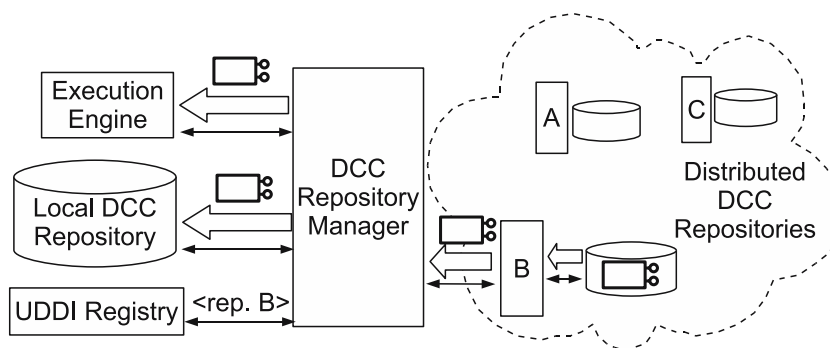 Execution
Engine
Local DCC
Repository
UDDI Registry
<rep. B>
DCC
Repository
Manager
A
C
B
Distributed
DCC
Repositories